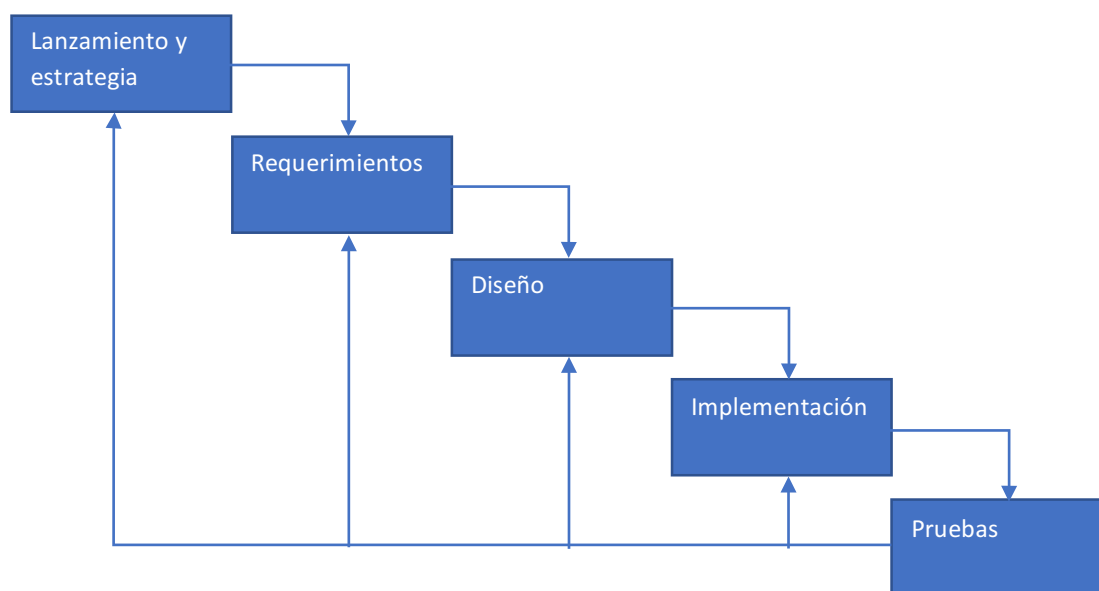 Lanzamiento y
estrategia
Requerimientos
Diseño
Implementación
Pruebas